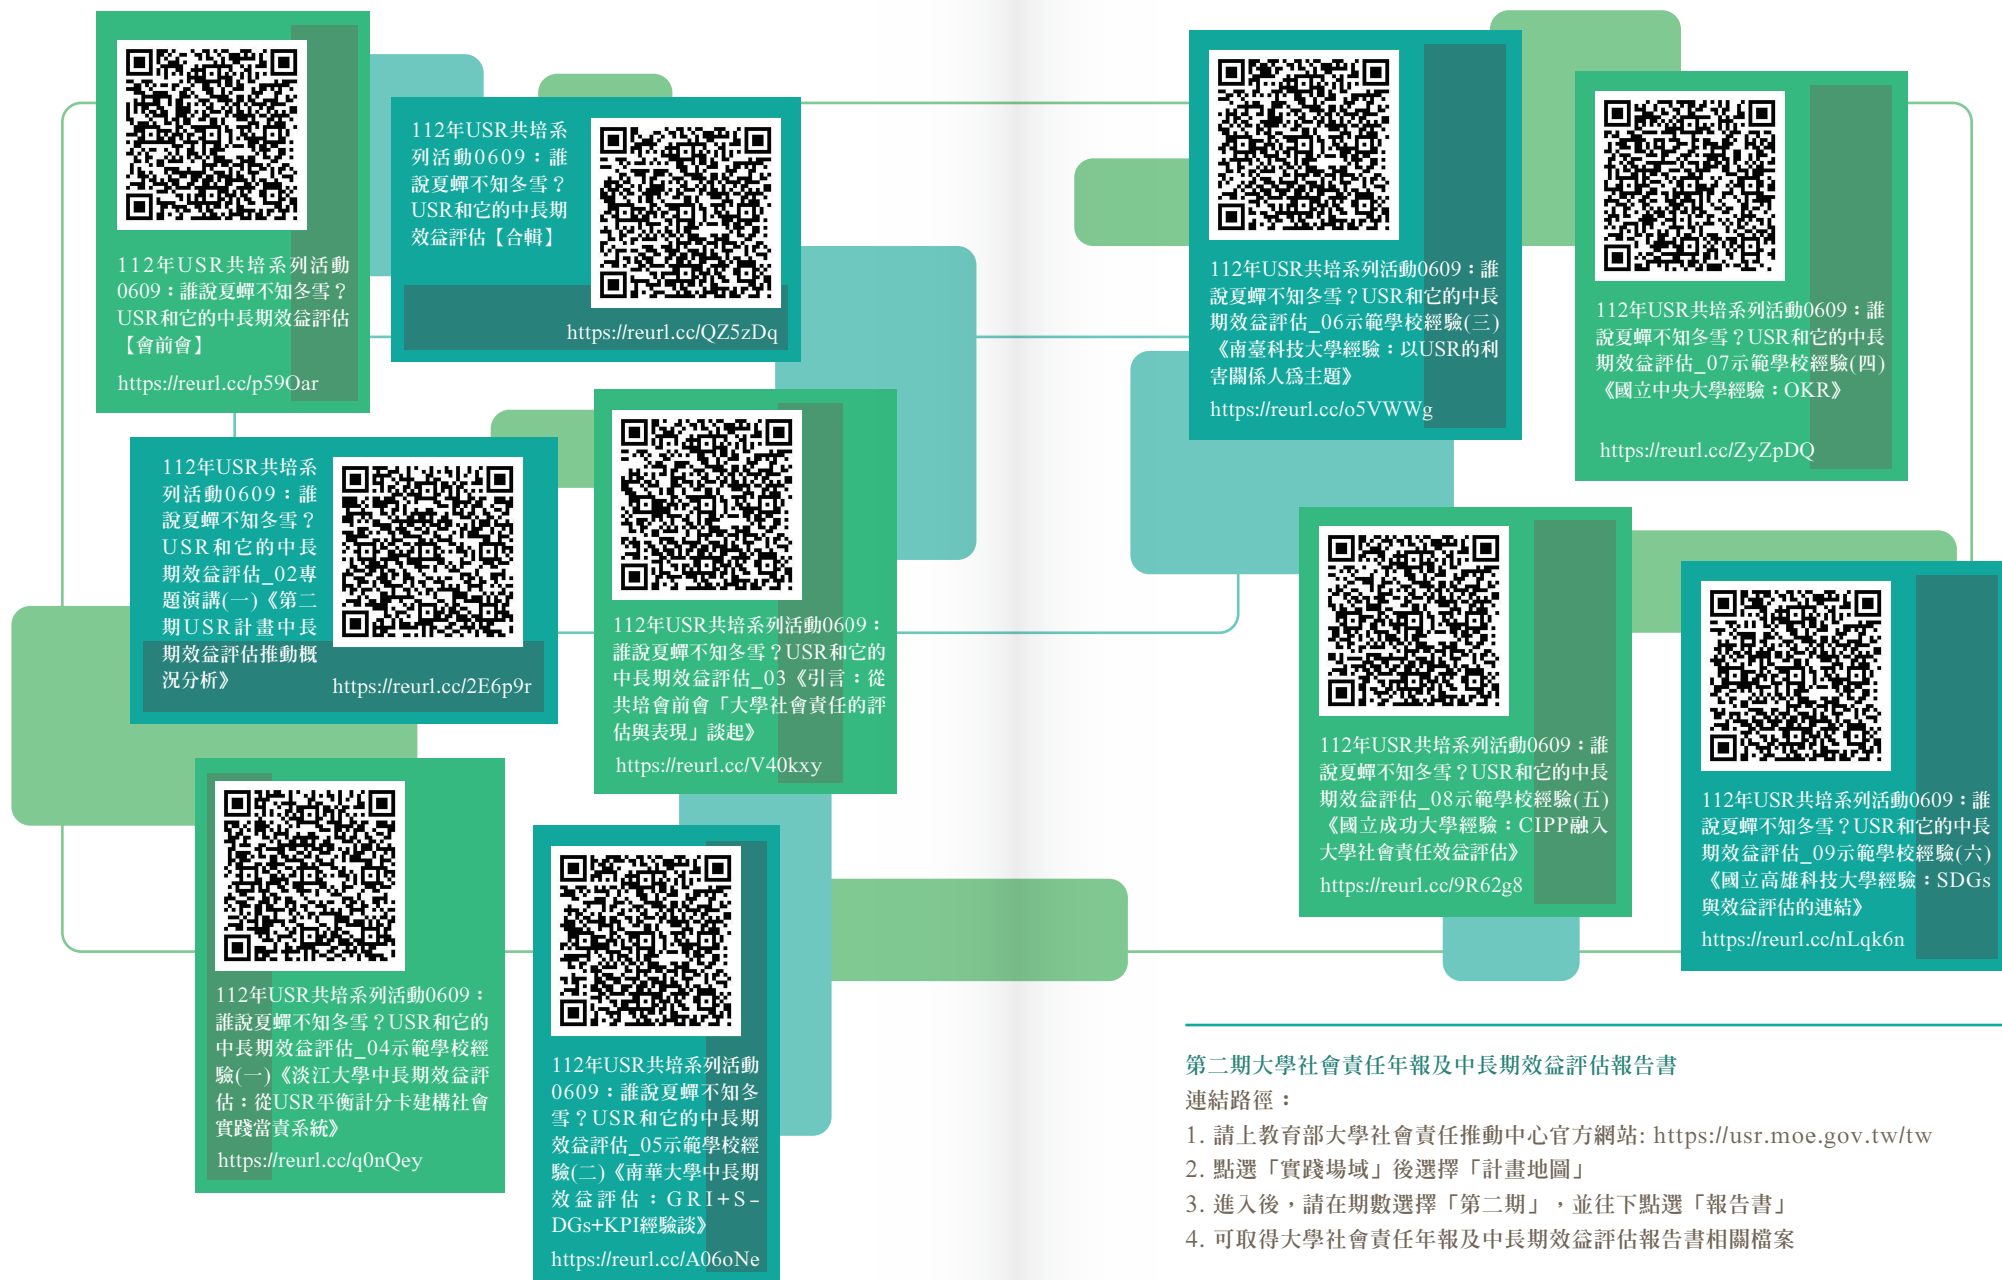 112年USR共培系列活動
0609：誰說夏蟬不知冬雪？
USR和它的中長期效益評估
【會前會】
https://reurl.cc/p59Oar
112年USR共培系
列活動0609：誰
說夏蟬不知冬雪？
USR和它的中長期
效益評估【合輯】
https://reurl.cc/QZ5zDq
112年USR共培系
列活動0609：誰
說夏蟬不知冬雪？
USR和它的中長
期效益評估_02專
題演講(一)《第二
期USR計畫中長
期效益評估推動概
況分析》
https://reurl.cc/2E6p9r
112年USR共培系列活動0609：
誰說夏蟬不知冬雪？USR和它的
中長期效益評估_03《引言：從
共培會前會「大學社會責任的評
估與表現」談起》
https://reurl.cc/V40kxy
112年USR共培系列活動0609：
誰說夏蟬不知冬雪？USR和它的
中長期效益評估_04示範學校經
驗(一)《淡江大學中長期效益評
估：從USR平衡計分卡建構社會
實踐當責系統》
https://reurl.cc/q0nQey
112年USR共培系列活動
0609：誰說夏蟬不知冬
雪？USR和它的中長期
效益評估_05示範學校經
驗(二)《南華大學中長期
效益評估：GRI+S-
DGs+KPI經驗談》
https://reurl.cc/A06oNe
112年USR共培系列活動0609：誰
說夏蟬不知冬雪？USR和它的中長
期效益評估_06示範學校經驗(三)
《南臺科技大學經驗：以USR的利
害關係人為主題》
https://reurl.cc/o5VWWg
112年USR共培系列活動0609：誰
說夏蟬不知冬雪？USR和它的中長
期效益評估_07示範學校經驗(四)
《國立中央大學經驗：OKR》
https://reurl.cc/ZyZpDQ
112年USR共培系列活動0609：誰
說夏蟬不知冬雪？USR和它的中長
期效益評估_08示範學校經驗(五)
《國立成功大學經驗：CIPP融入
大學社會責任效益評估》
https://reurl.cc/9R62g8
112年USR共培系列活動0609：誰
說夏蟬不知冬雪？USR和它的中長
期效益評估_09示範學校經驗(六)
《國立高雄科技大學經驗：SDGs
與效益評估的連結》
https://reurl.cc/nLqk6n
第二期大學社會責任年報及中長期效益評估報告書
連結路徑：
1. 請上教育部大學社會責任推動中心官方網站: https://usr.moe.gov.tw/tw
2. 點選「實踐場域」後選擇「計畫地圖」
3. 進入後，請在期數選擇「第二期」，並往下點選「報告書」
4. 可取得大學社會責任年報及中長期效益評估報告書相關檔案